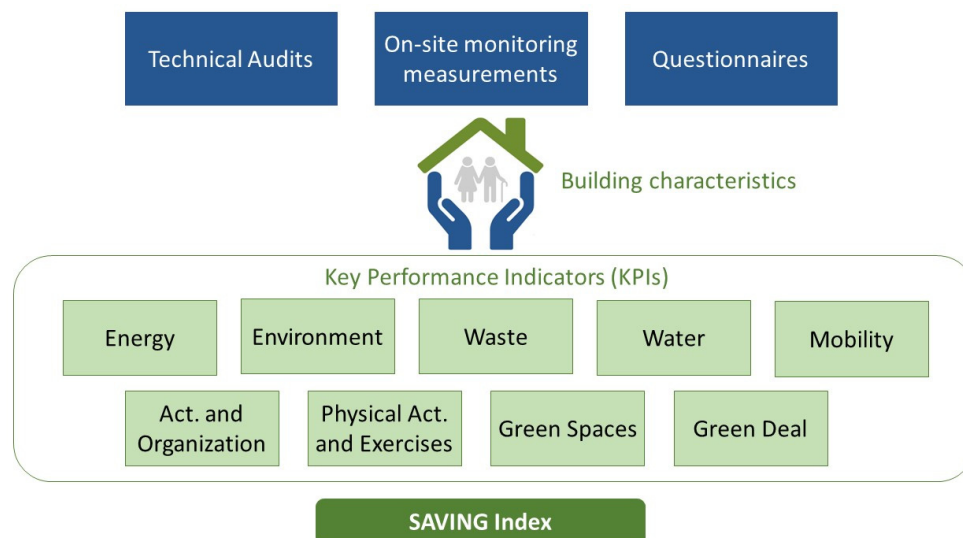 Technical Audits
On-site monitoring
measurements
Questionnaires
Building characteristics
Key Performance Indicators (KPIs)
Energy
Environment
Waste
Water
Mobility
Act. and
Organization
Physical Act.
and Exercises
Green Spaces
Green Deal
SAVING Index